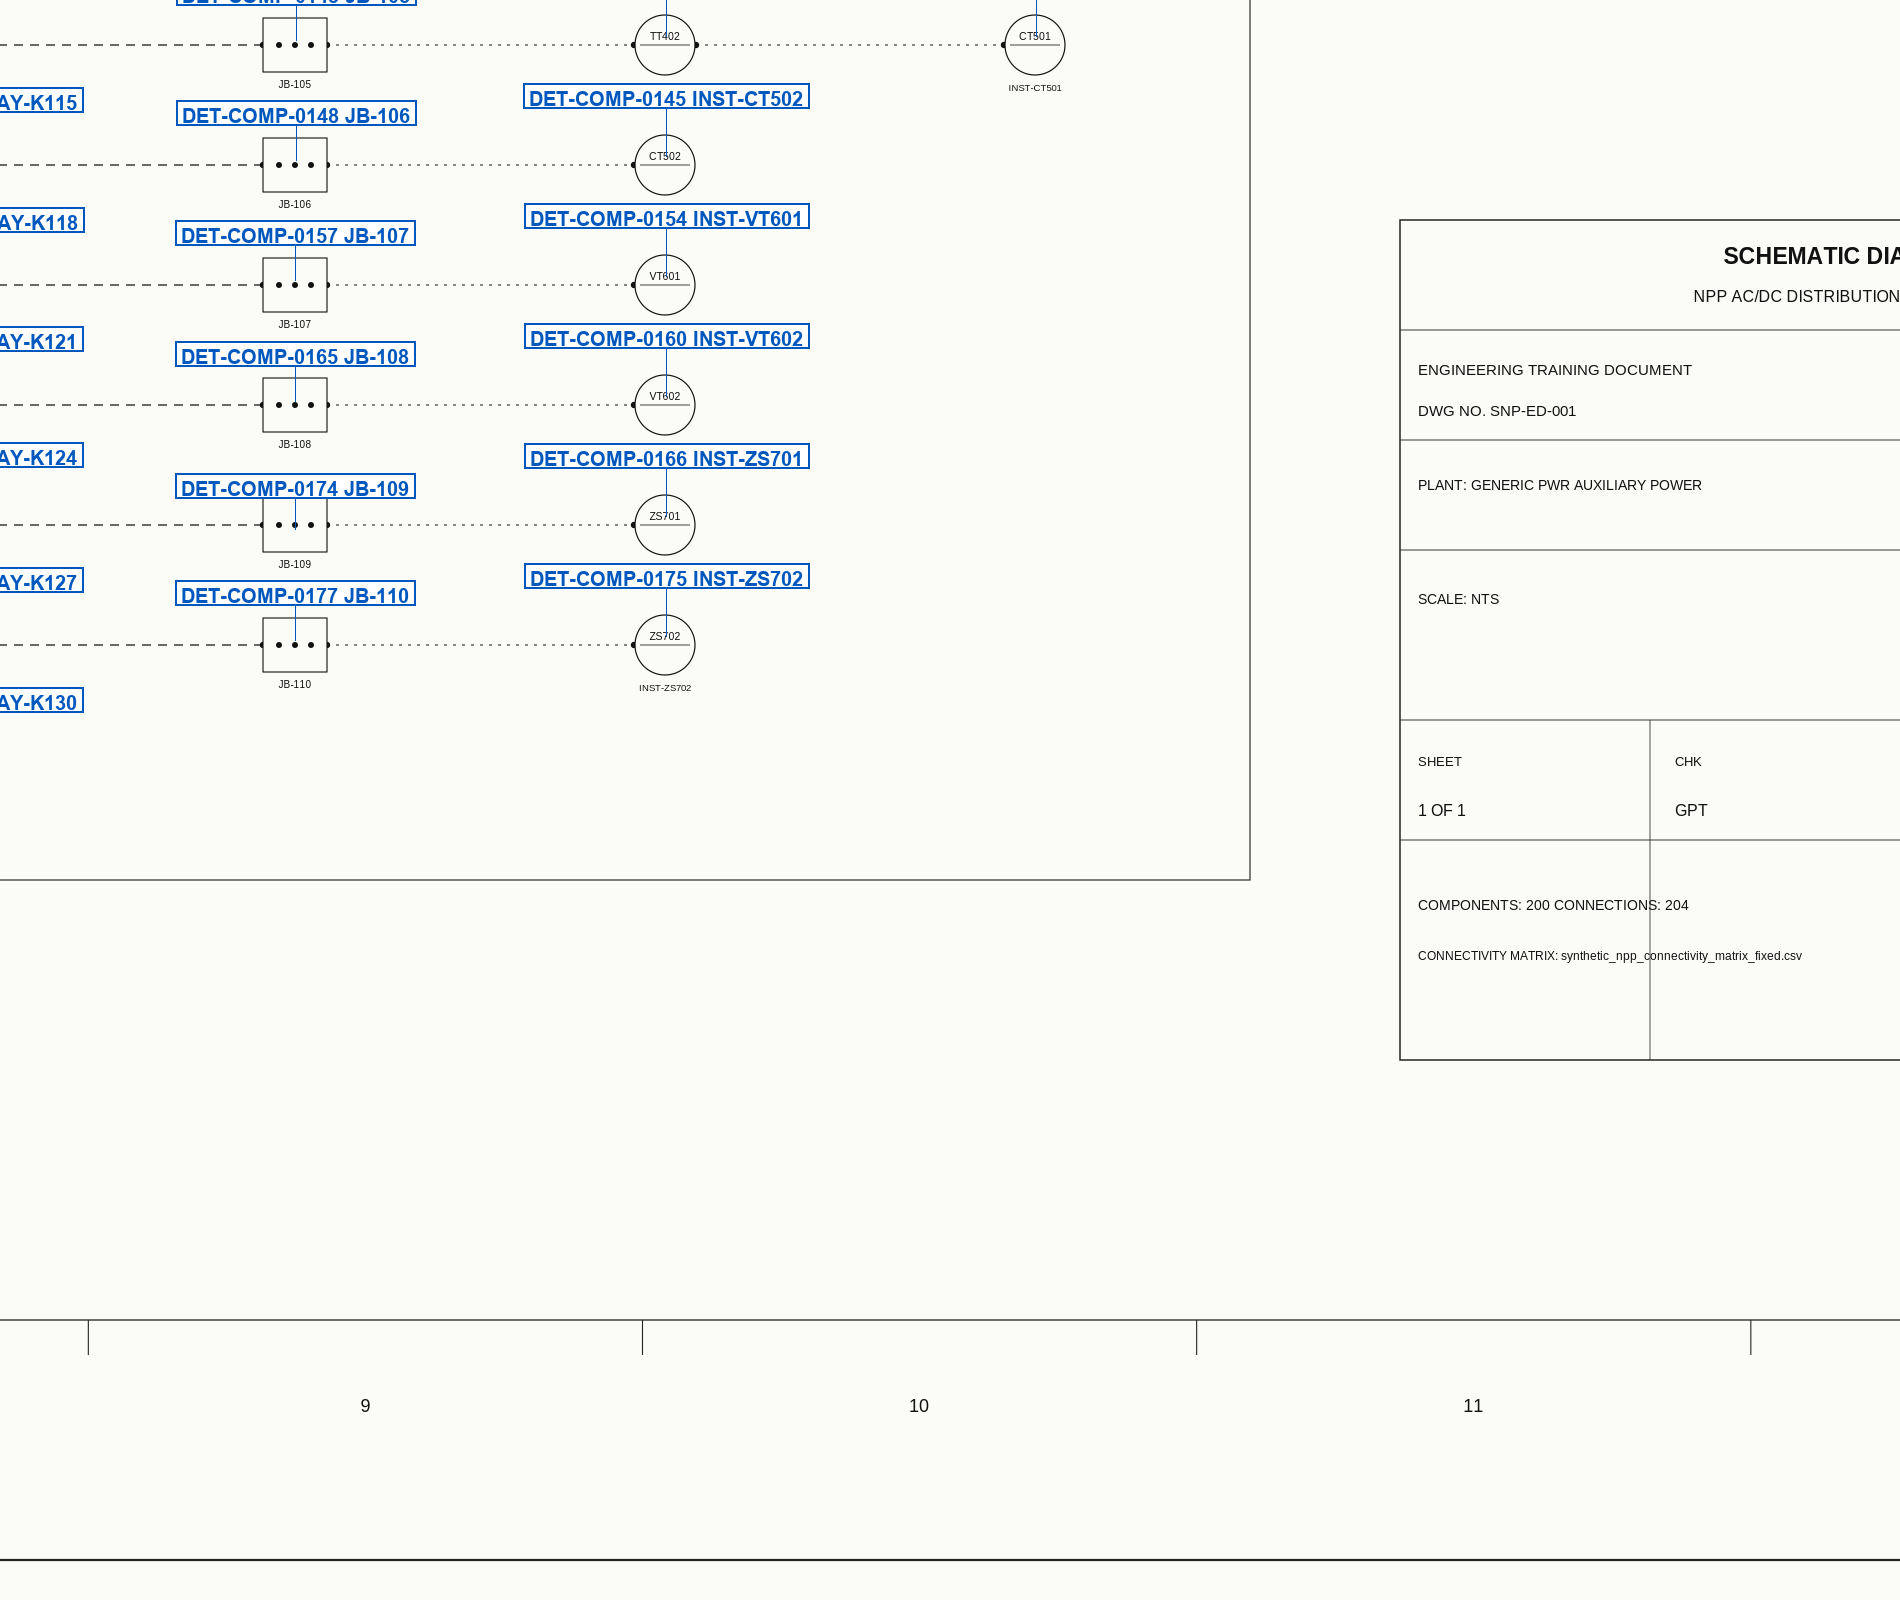 TT402
CT501
JB-105
INST-CT501
AY-K115
DET-COMP-0145 INST-CT502
DET-COMP-0148 JB-106
CT502
JB-106
AY-K118
DET-COMP-0154 INST-VT601
DET-COMP-0157 JB-107
VT601
JB-107
AY-K121
DET-COMP-0160 INST-VT602
DET-COMP-0165 JB-108
VT602
JB-108
AY-K124
DET-COMP-0166 INST-ZS701
DET-COMP-0174 JB-109
ZS701
JB-109
AY-K127
DET-COMP-0175 INST-ZS702
DET-COMP-0177 JB-110
ZS702
JB-110
INST-ZS702
AY-K130
SCHEMATIC DIA
NPP AC/DC DISTRIBUTION
ENGINEERING TRAINING DOCUMENT
DWG NO. SNP-ED-001
PLANT: GENERIC PWR AUXILIARY POWER
SCALE: NTS
SHEET
CHK
1 OF 1
GPT
COMPONENTS: 200 CONNECTIONS: 204
CONNECTIVITY MATRIX: synthetic_npp_connectivity_matrix_fixed.csv
9
10
11